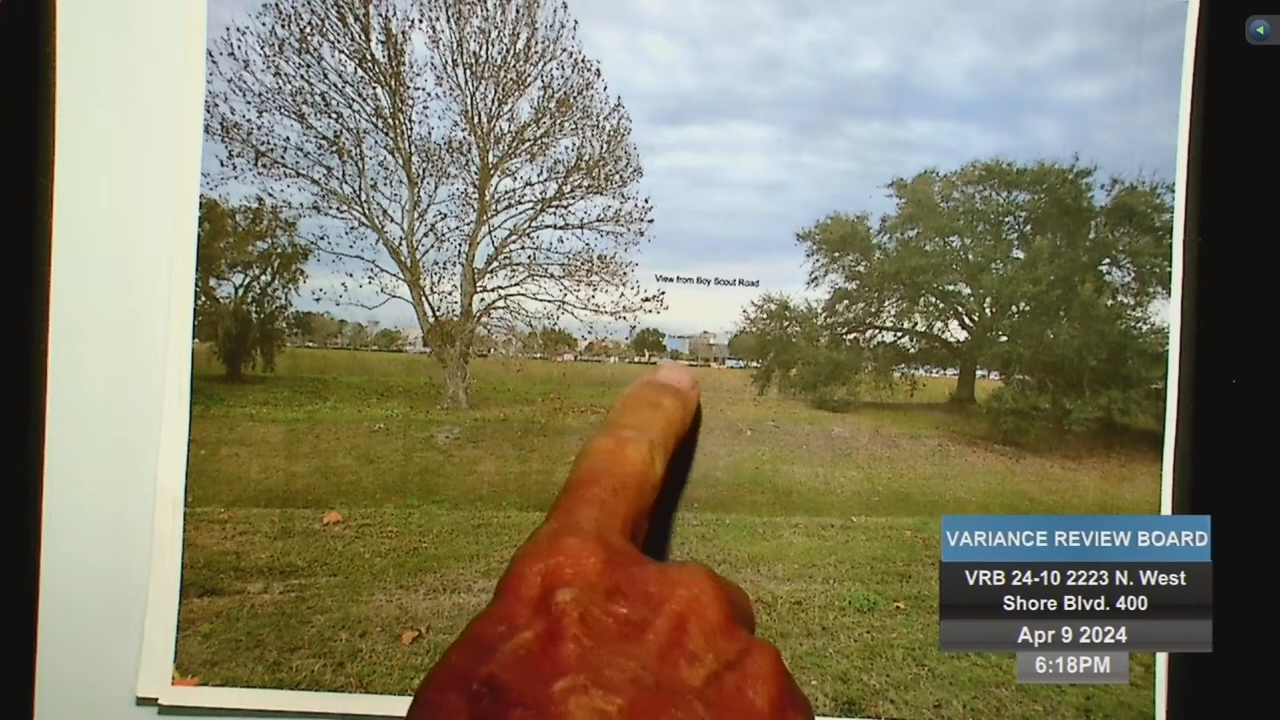 View from Boy Scout Road
VARIANCE REVIEW BOARD
VRB 24-10 2223 N. West
Shore Blvd. 400
Apr 9 2024
6:18PM